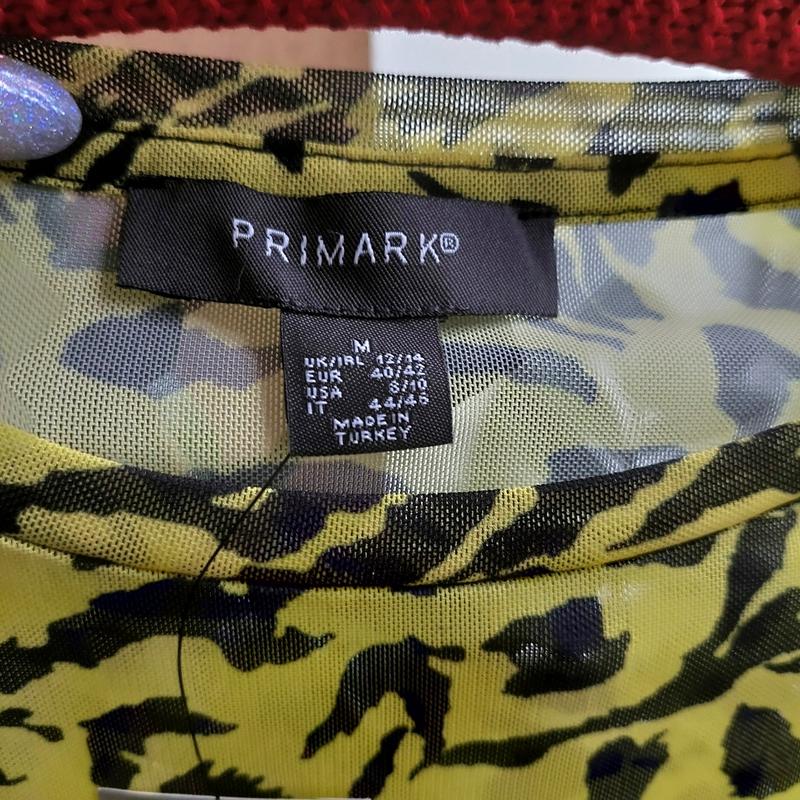 PRIMARK®
M
UK/IRL 12/14
EUR 40/42
USA 8/10
IT 44/46
MADE IN
TURKEY